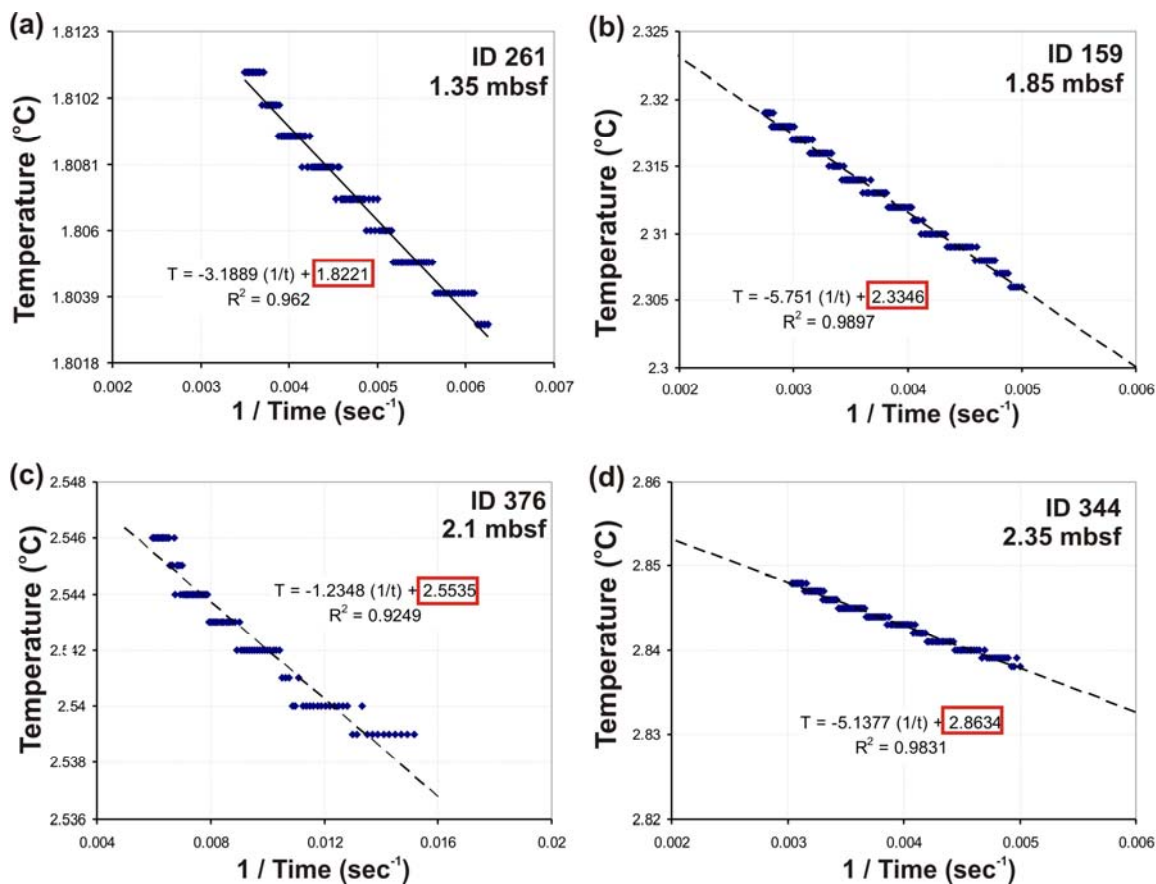 (a)
ID 261
1.35 mbsf
1.8123
1.8102
1.8081
1.806
1.8039
1.8018
Temperature (°C)
T = -3.1889 (1/t) + 1.8221
R² = 0.962
0.002 0.003 0.004 0.005 0.006 0.007
1 / Time (sec⁻¹)
(b)
ID 159
1.85 mbsf
2.325
2.32
2.315
2.31
2.305
2.3
Temperature (°C)
T = -5.751 (1/t) + 2.3346
R² = 0.9897
0.002 0.003 0.004 0.005 0.006
1 / Time (sec⁻¹)
(c)
ID 376
2.1 mbsf
2.548
2.546
2.544
2.542
2.54
2.538
2.536
Temperature (°C)
T = -1.2348 (1/t) + 2.5535
R² = 0.9249
0.004 0.008 0.012 0.016 0.02
1 / Time (sec⁻¹)
(d)
ID 344
2.35 mbsf
2.86
2.85
2.84
2.83
2.82
Temperature (°C)
T = -5.1377 (1/t) + 2.8634
R² = 0.9831
0.002 0.003 0.004 0.005 0.006
1 / Time (sec⁻¹)